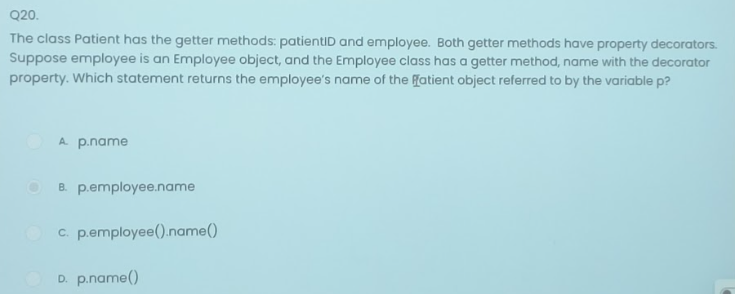 Q20.
The class Patient has the getter methods: patientID and employee. Both getter methods have property decorators.
Suppose employee is an Employee object, and the Employee class has a getter method, name with the decorator
property. Which statement returns the employee's name of the Patient object referred to by the variable p?
A. p.name
B. p.employee.name
C. p.employee().name()
D. p.name()